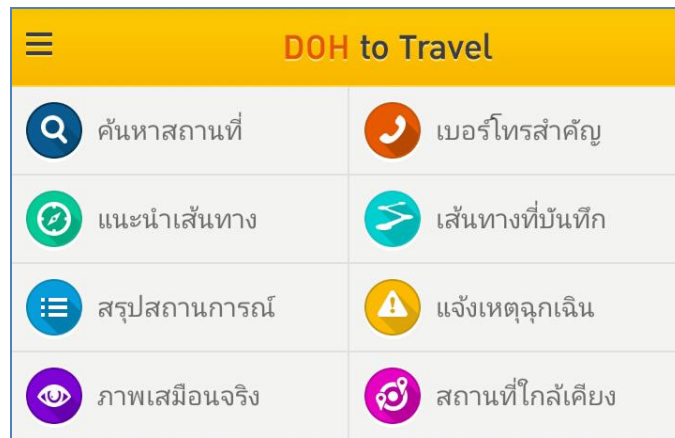 DOH to Travel
ค้นหาสถานที่
เบอร์โทรสำคัญ
แนะนำเส้นทาง
เส้นทางที่บันทึก
สรุปสถานการณ์
แจ้งเหตุฉุกเฉิน
ภาพเสมือนจริง
สถานที่ใกล้เคียง